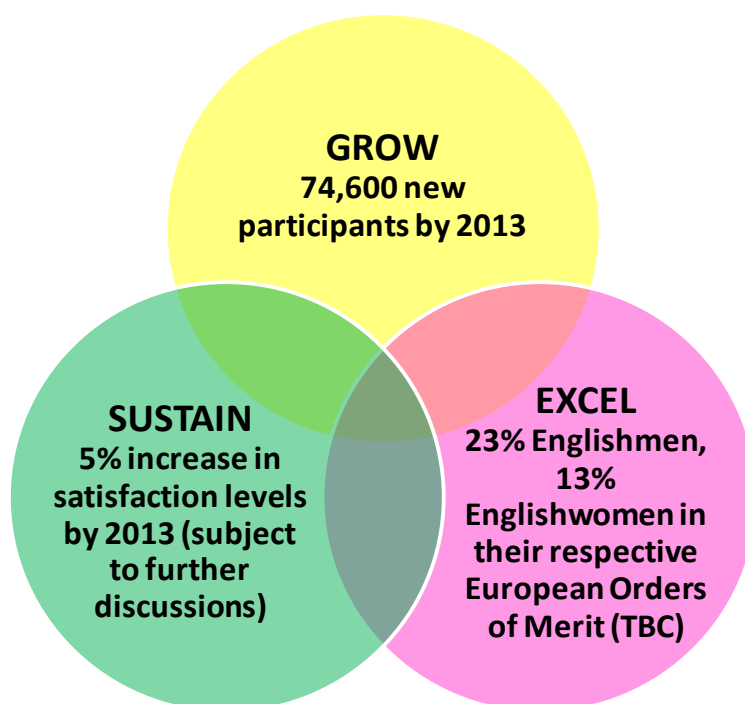 GROW
74,600 new
participants by 2013
SUSTAIN
5% increase in
satisfaction levels
by 2013 (subject
to further
discussions)
EXCEL
23% Englishmen,
13%
Englishwomen in
their respective
European Orders
of Merit (TBC)